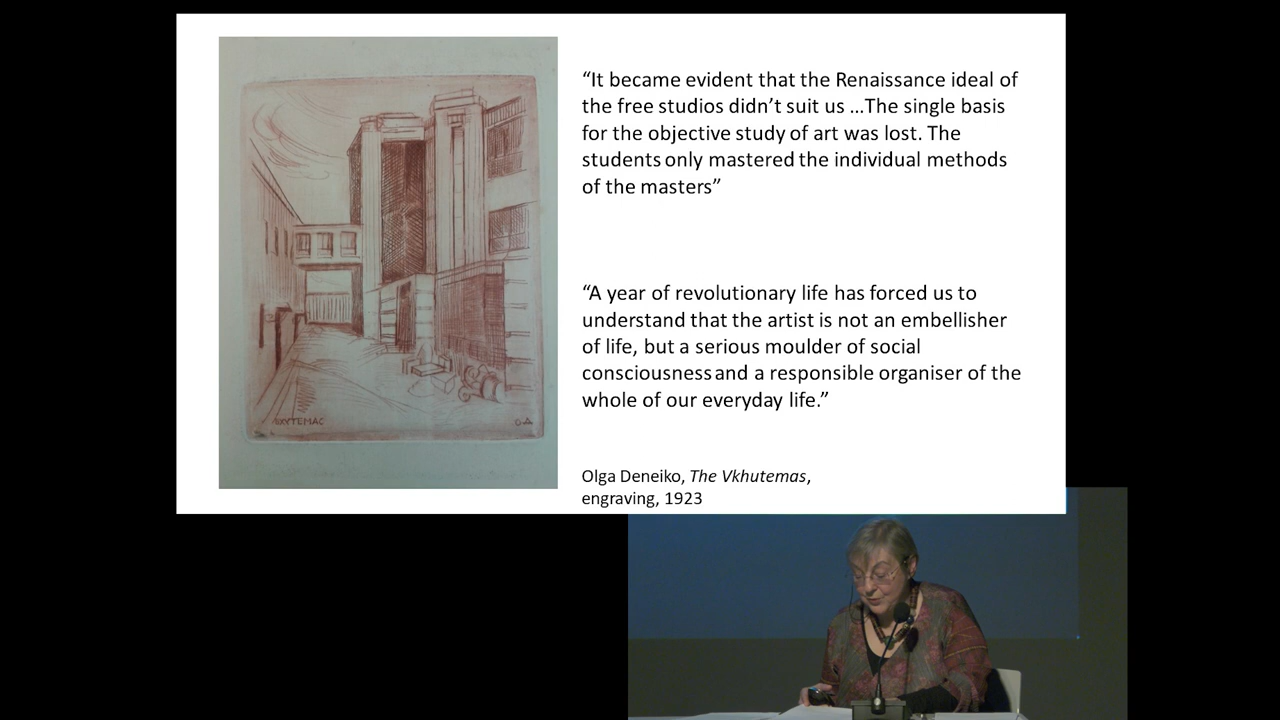 “It became evident that the Renaissance ideal of
the free studios didn’t suit us ...The single basis
for the objective study of art was lost. The
students only mastered the individual methods
of the masters”
“A year of revolutionary life has forced us to
understand that the artist is not an embellisher
of life, but a serious moulder of social
consciousness and a responsible organiser of the
whole of our everyday life.”
ВХУТЕМАС
ОД
Olga Deneiko, The Vkhutemas,
engraving, 1923